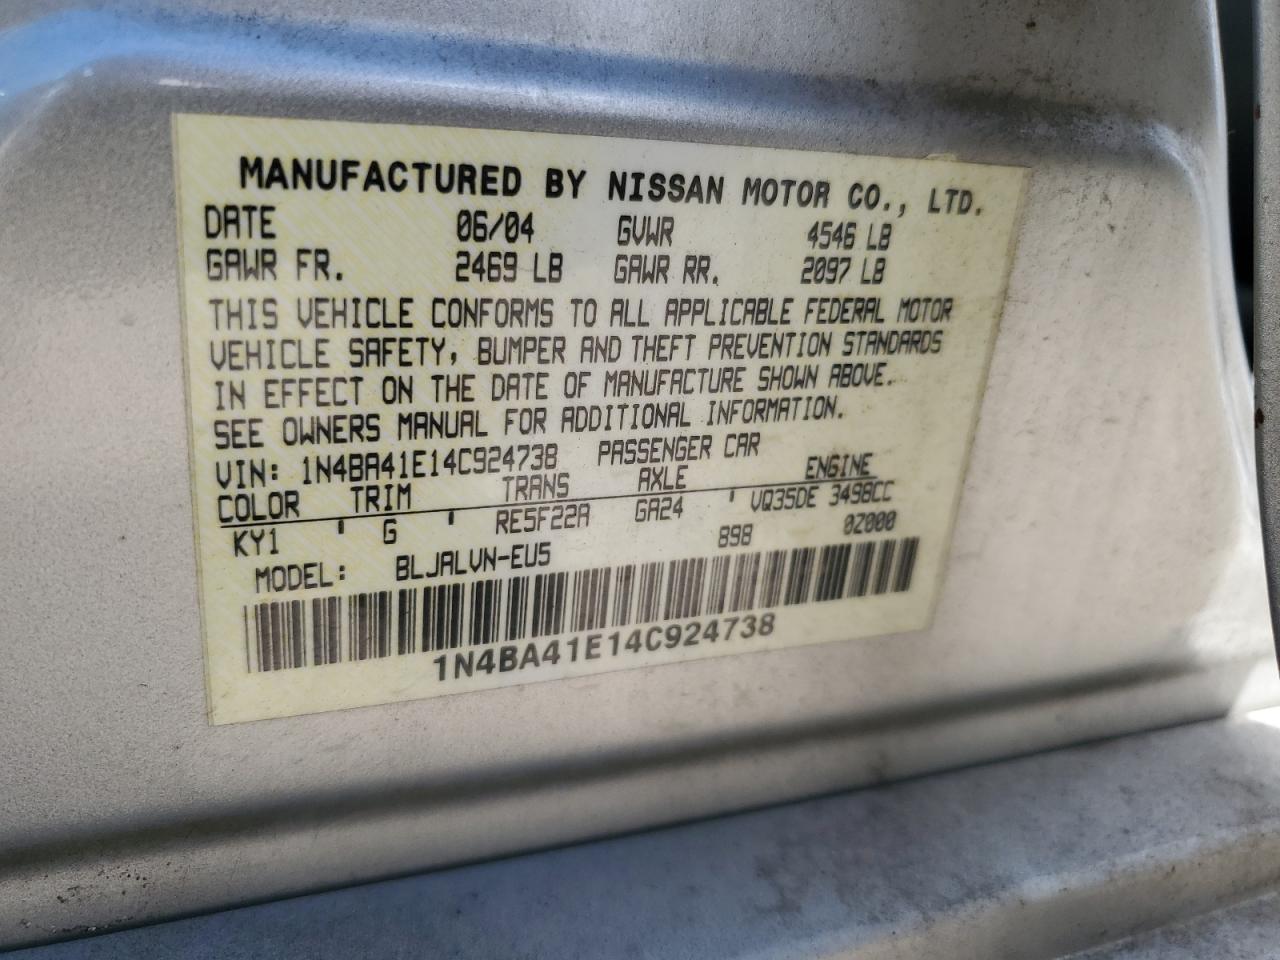 MANUFACTURED BY NISSAN MOTOR CO., LTD.
DATE 06/04 GVWR 4546 LB
GAWR FR. 2469 LB GAWR RR. 2097 LB
THIS VEHICLE CONFORMS TO ALL APPLICABLE FEDERAL MOTOR
VEHICLE SAFETY, BUMPER AND THEFT PREVENTION STANDARDS
IN EFFECT ON THE DATE OF MANUFACTURE SHOWN ABOVE.
SEE OWNERS MANUAL FOR ADDITIONAL INFORMATION.
VIN: 1N4BA41E14C924738 PASSENGER CAR
COLOR TRIM TRANS AXLE ENGINE
KY1 ' G ' RE5F22A GA24 ' VQ35DE 3498CC
MODEL: BLJALVN-EU5 898 0Z000
1N4BA41E14C924738